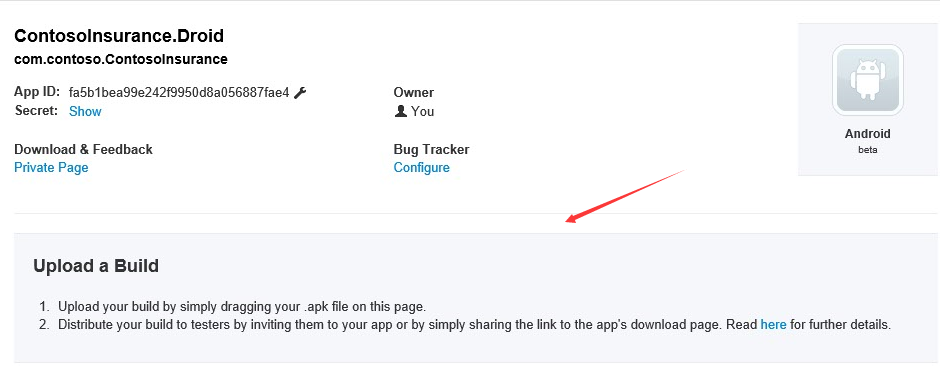 ContosoInsurance.Droid
com.contoso.ContosoInsurance
App ID: fa5b1bea99e242f9950d8a056887fae4
Secret: Show
Owner
You
Download & Feedback
Private Page
Bug Tracker
Configure
Android
beta
Upload a Build
1. Upload your build by simply dragging your .apk file on this page.
2. Distribute your build to testers by inviting them to your app or by simply sharing the link to the app's download page. Read here for further details.